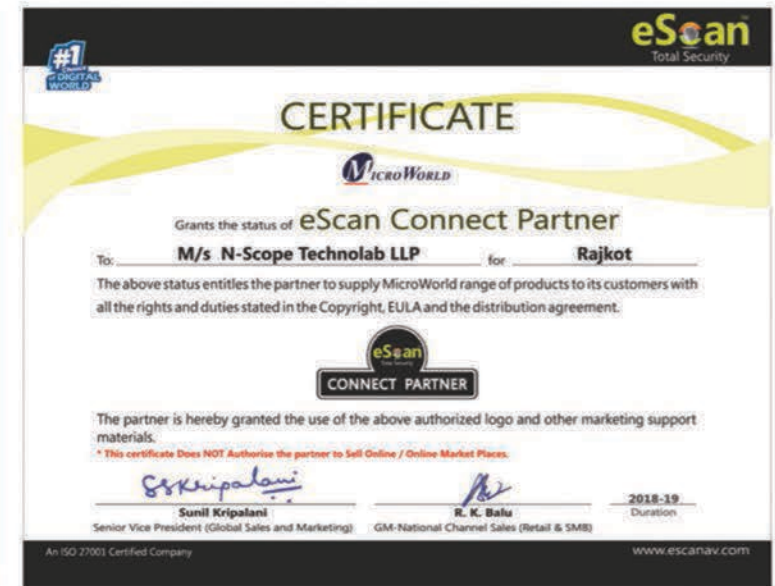 eScan
Total Security
#1
Choice
of DIGITAL
WORLD
CERTIFICATE
MICROWORLD
Grants the status of eScan Connect Partner
To: M/s N-Scope Technolab LLP for Rajkot
The above status entitles the partner to supply MicroWorld range of products to its customers with
all the rights and duties stated in the Copyright, EULA and the distribution agreement.
eScan
Total Security
CONNECT PARTNER
The partner is hereby granted the use of the above authorized logo and other marketing support
materials.
* This certificate Does NOT Authorise the partner to Sell Online / Online Market Places.
SSKripalani
Sunil Kripalani
Senior Vice President (Global Sales and Marketing)
R. K. Balu
GM-National Channel Sales (Retail & SMB)
2018-19
Duration
An ISO 27001 Certified Company
www.escanav.com